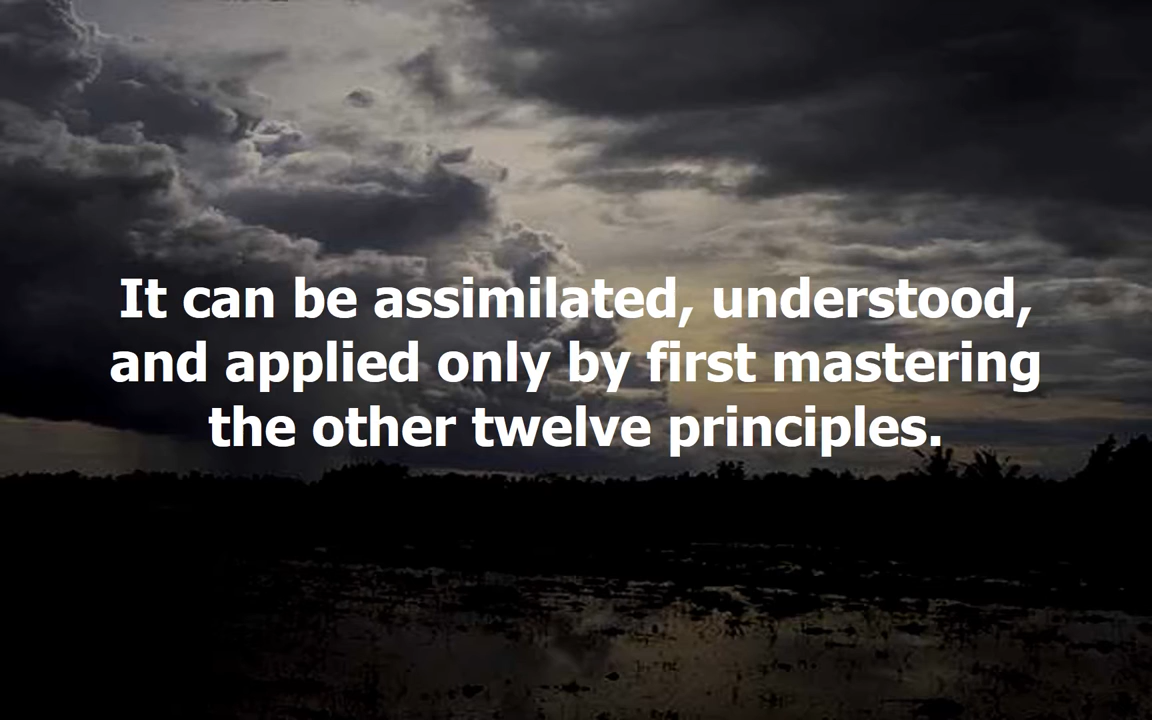 It can be assimilated, understood,
and applied only by first mastering
the other twelve principles.